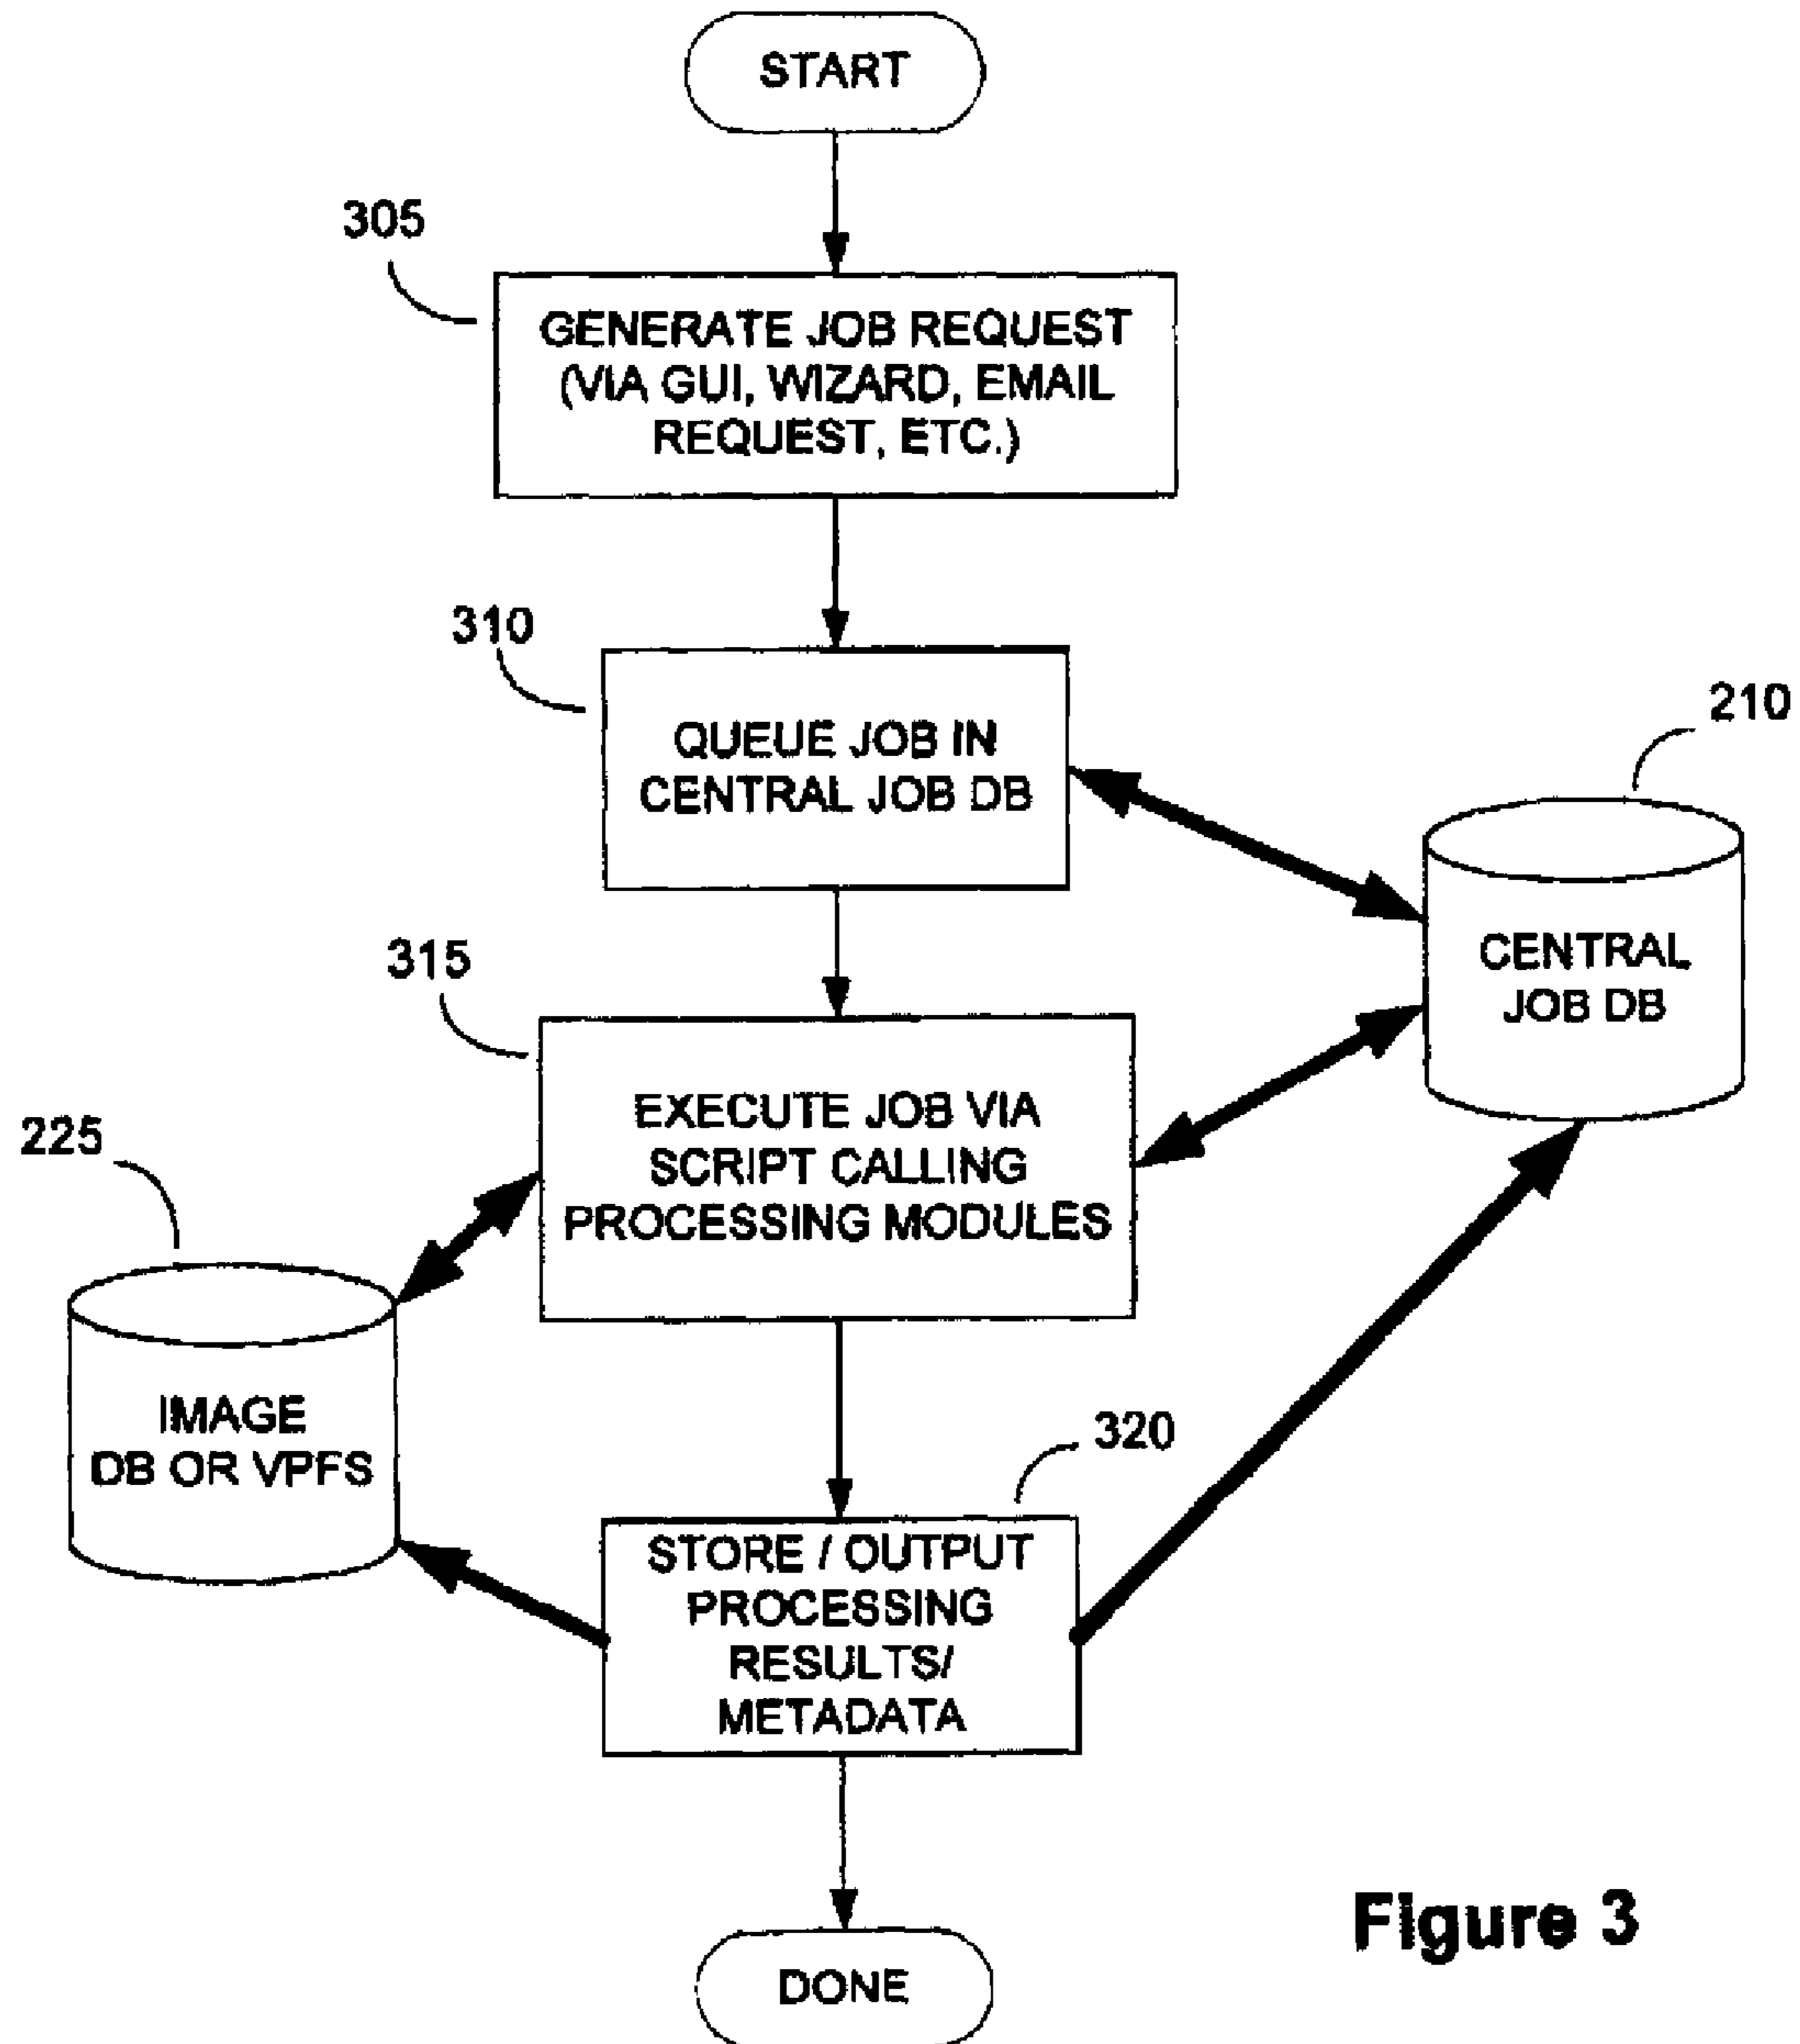 START
305
GENERATE JOB REQUEST
(VIA GUI, WIZARD, EMAIL
REQUEST, ETC.)
310
QUEUE JOB IN
CENTRAL JOB DB
210
CENTRAL
JOB DB
315
EXECUTE JOB VIA
SCRIPT CALLING
PROCESSING MODULES
225
IMAGE
DB OR VPFS
320
STORE / OUTPUT
PROCESSING
RESULTS/
METADATA
DONE
Figure 3